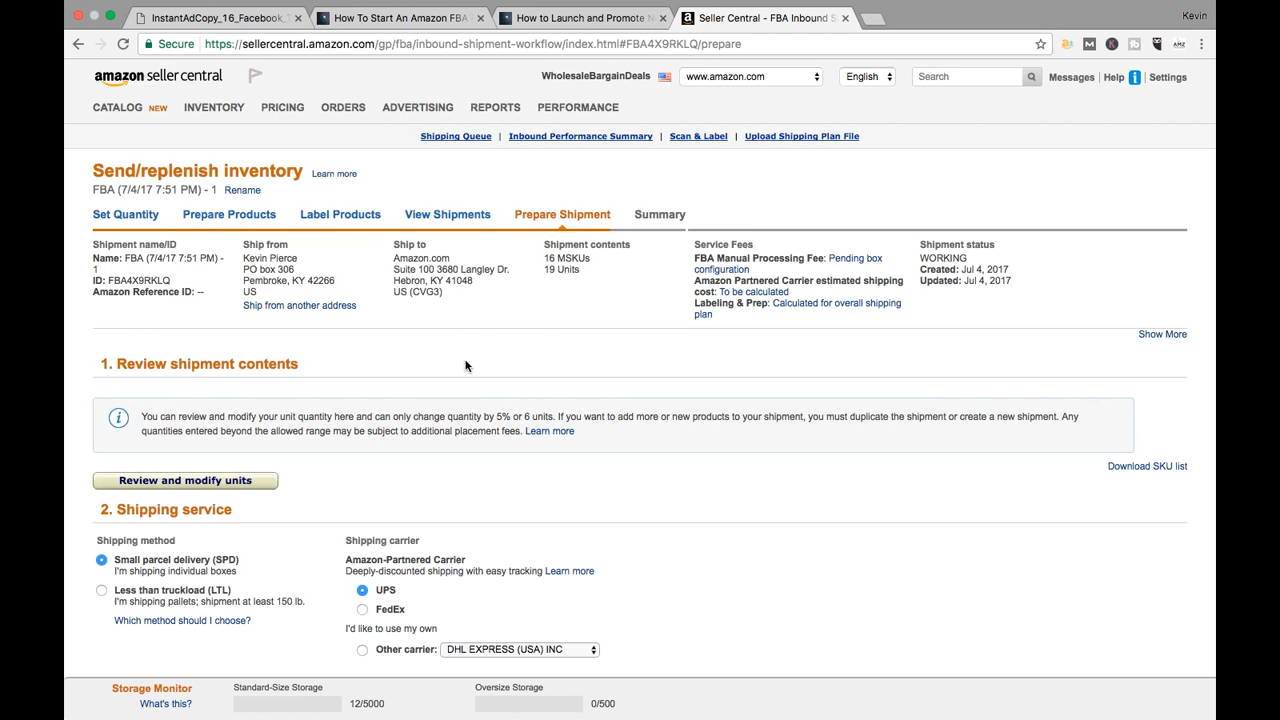 InstantAdCopy_16_Facebook_
How To Start An Amazon FBA
How to Launch and Promote N
Seller Central - FBA Inbound S
Kevin
Secure
https://sellercentral.amazon.com/gp/fba/inbound-shipment-workflow/index.html#FBA4X9RKLQ/prepare
amazon seller central
WholesaleBargainDeals
www.amazon.com
English
Search
Messages | Help | Settings
CATALOG NEW INVENTORY PRICING ORDERS ADVERTISING REPORTS PERFORMANCE
Shipping Queue | Inbound Performance Summary | Scan & Label | Upload Shipping Plan File
Send/replenish inventory Learn more
FBA (7/4/17 7:51 PM) - 1 Rename
Set Quantity Prepare Products Label Products View Shipments Prepare Shipment Summary
Shipment name/ID
Name: FBA (7/4/17 7:51 PM) -
1
ID: FBA4X9RKLQ
Amazon Reference ID: --
Ship from
Kevin Pierce
PO box 306
Pembroke, KY 42266
US
Ship from another address
Ship to
Amazon.com
Suite 100 3680 Langley Dr.
Hebron, KY 41048
US (CVG3)
Shipment contents
16 MSKUs
19 Units
Service Fees
FBA Manual Processing Fee: Pending box
configuration
Amazon Partnered Carrier estimated shipping
cost: To be calculated
Labeling & Prep: Calculated for overall shipping
plan
Shipment status
WORKING
Created: Jul 4, 2017
Updated: Jul 4, 2017
Show More
1. Review shipment contents
You can review and modify your unit quantity here and can only change quantity by 5% or 6 units. If you want to add more or new products to your shipment, you must duplicate the shipment or create a new shipment. Any
quantities entered beyond the allowed range may be subject to additional placement fees. Learn more
Download SKU list
Review and modify units
2. Shipping service
Shipping method
Small parcel delivery (SPD)
I'm shipping individual boxes
Less than truckload (LTL)
I'm shipping pallets; shipment at least 150 lb.
Which method should I choose?
Shipping carrier
Amazon-Partnered Carrier
Deeply-discounted shipping with easy tracking Learn more
UPS
FedEx
I'd like to use my own
Other carrier: DHL EXPRESS (USA) INC
Storage Monitor
What's this?
Standard-Size Storage
12/5000
Oversize Storage
0/500